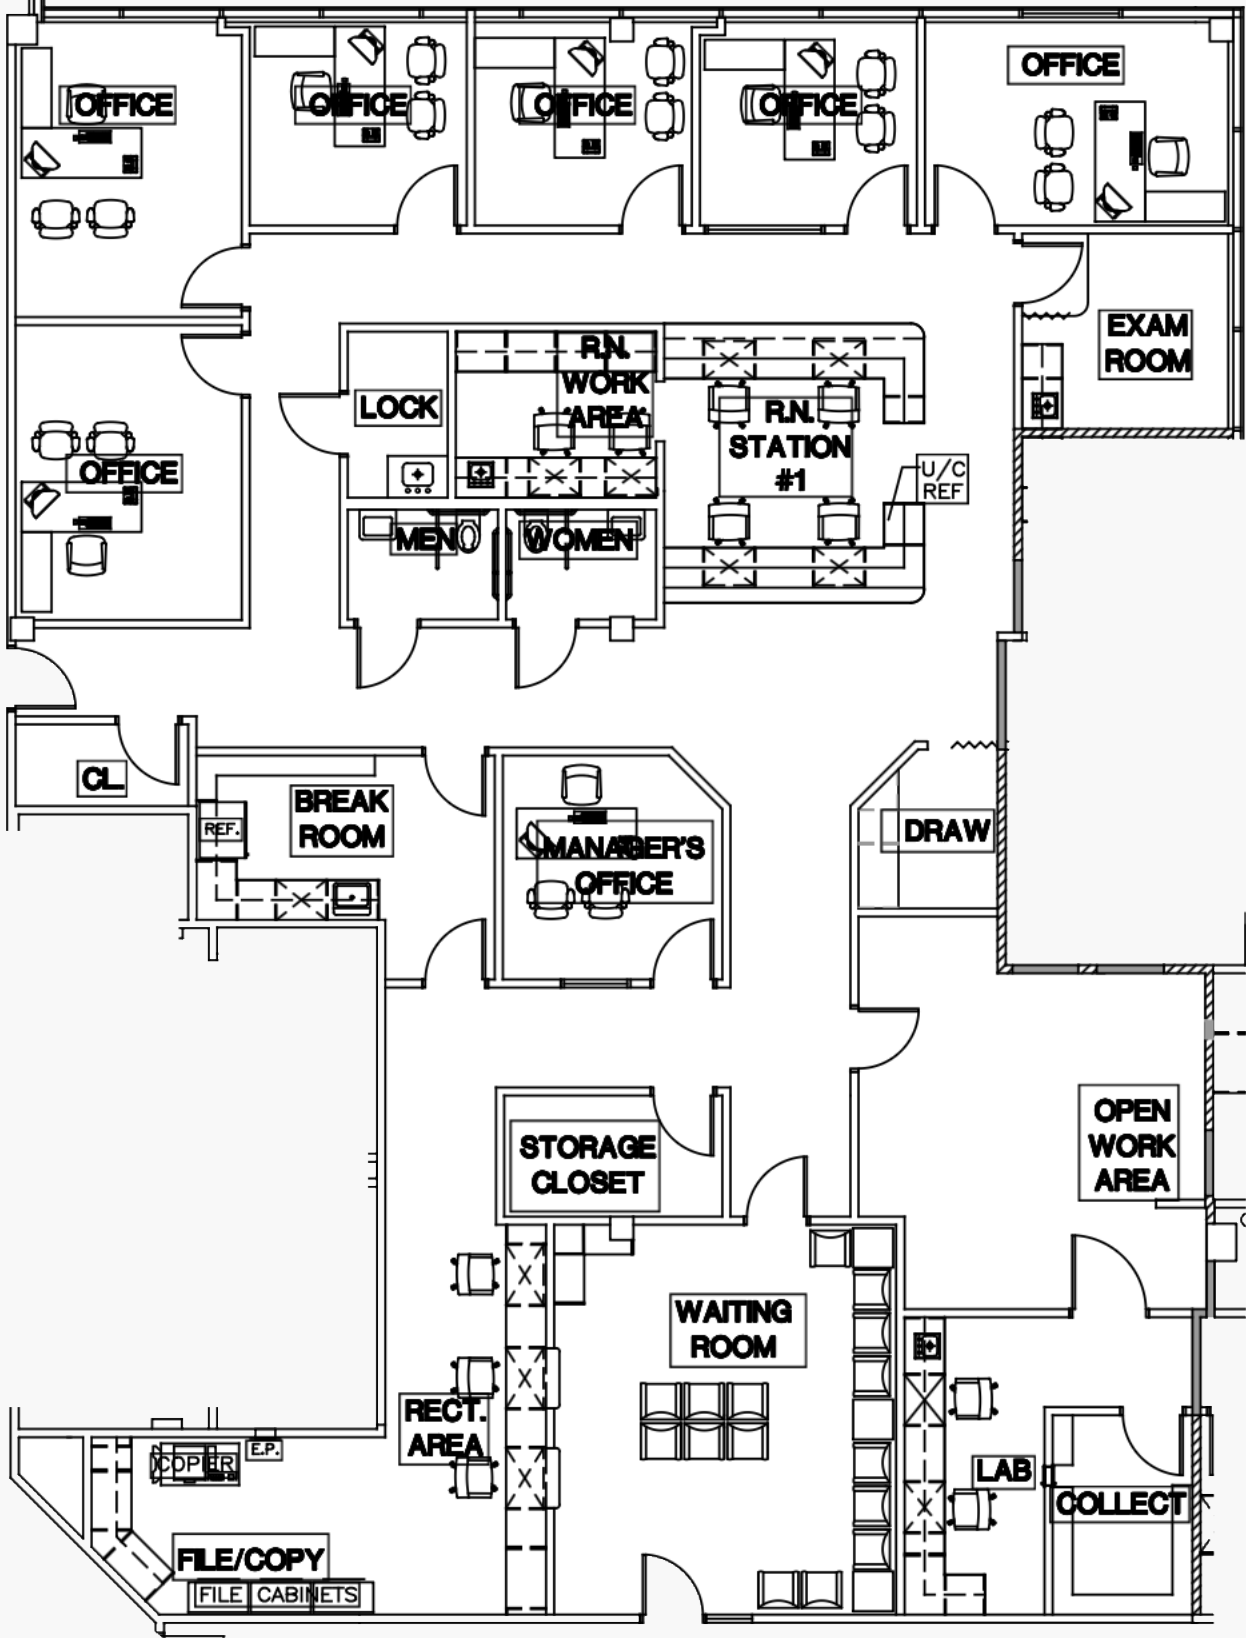 OFFICE
OFFICE
OFFICE
OFFICE
OFFICE
EXAM
ROOM
R.N.
WORK
AREA
LOCK
R.N.
STATION
#1
U/C
REF
OFFICE
MEN
WOMEN
CL
BREAK
ROOM
REF.
MANAGER'S
OFFICE
DRAW
OPEN
WORK
AREA
STORAGE
CLOSET
WAITING
ROOM
RECT.
AREA
E.P.
COPIER
LAB
COLLECT
FILE/COPY
FILE CABINETS